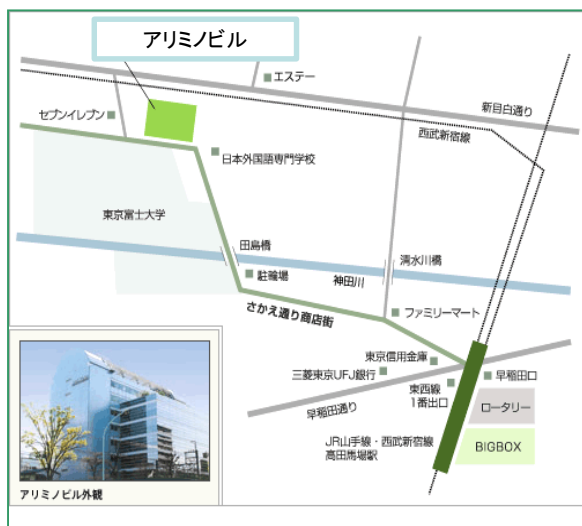 アリミノビル
エステー
新目白通り
セブンイレブン
西武新宿線
日本外国語専門学校
東京富士大学
田島橋
清水川橋
駐輪場
神田川
さかえ通り商店街
ファミリーマート
東京信用金庫
三菱東京UFJ銀行
早稲田口
東西線
1番出口
早稲田通り
ロータリー
JR山手線・西武新宿線
高田馬場駅
BIGBOX
アリミノビル外観